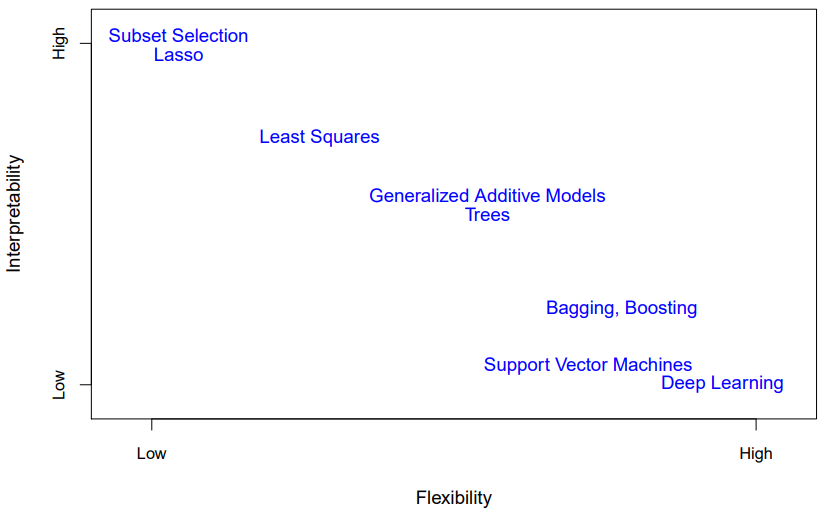 High
Subset Selection
Lasso
Least Squares
Interpretability
Generalized Additive Models
Trees
Bagging, Boosting
Support Vector Machines
Low
Deep Learning
Low
High
Flexibility